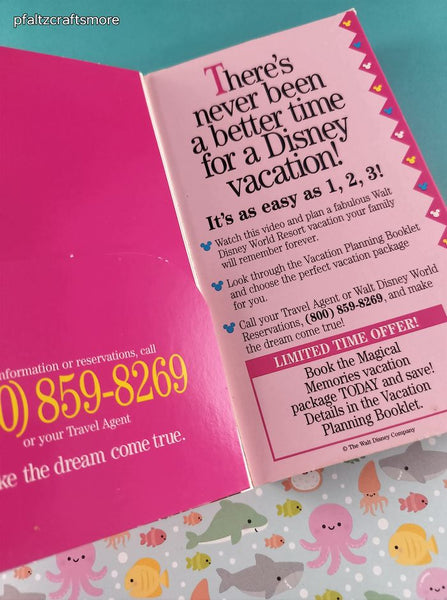 pfaltzcraftsmore
There's
never been
a better time
for a Disney
vacation!
It's as easy as 1, 2, 3!
Watch this video and plan a fabulous Walt
Disney World Resort vacation your family
will remember forever.
Look through the Vacation Planning Booklet
and choose the perfect vacation package
for you.
Call your Travel Agent or Walt Disney World
Reservations, (800) 859-8269, and make
the dream come true!
LIMITED TIME OFFER!
Book the Magical
Memories vacation
package TODAY and save!
Details in the Vacation
Planning Booklet.
© The Walt Disney Company
information or reservations, call
0) 859-8269
or your Travel Agent
ke the dream come true.